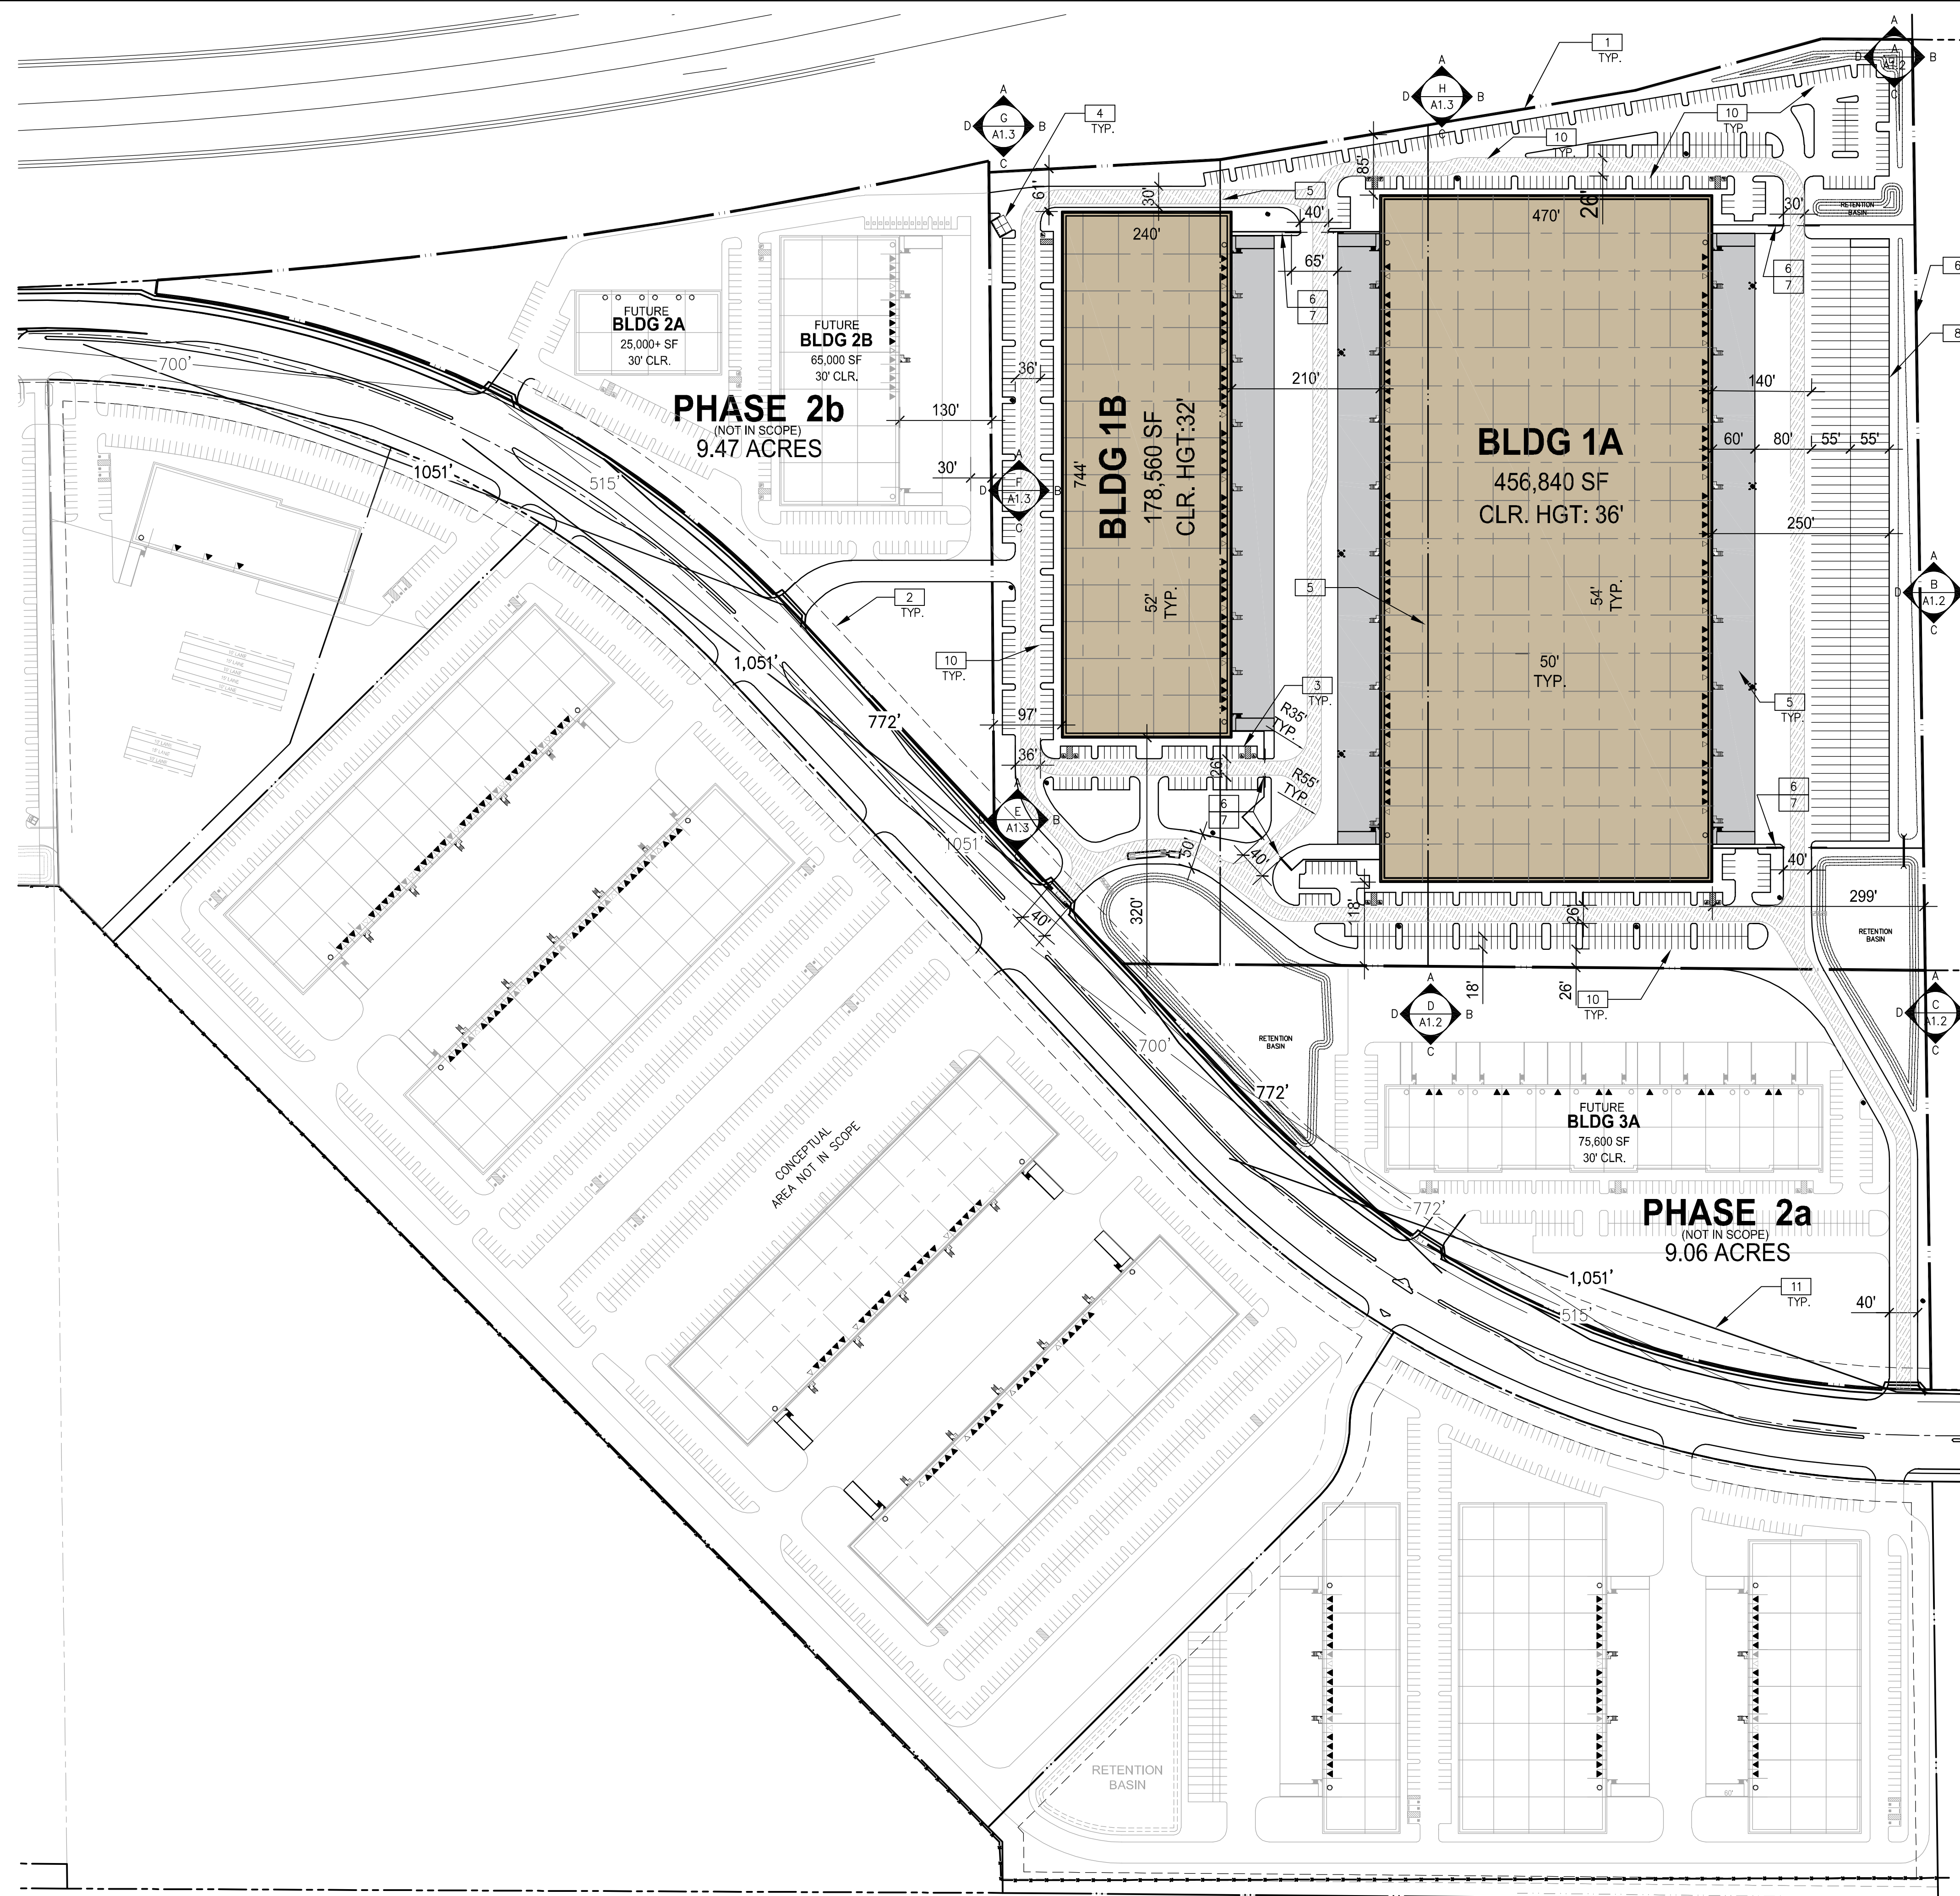 A
D
A
B
A1.2
C
1
TYP.
A
D
H
B
A1.3
C
A
D
G
B
A1.3
C
4
TYP.
10
TYP.
10
TYP.
85'
61'
30'
5
40'
470'
26'
30'
RETENTION
BASIN
240'
65'
6
7
6
7
6
8
FUTURE
BLDG 2A
25,000+ SF
30' CLR.
FUTURE
BLDG 2B
65,000 SF
30' CLR.
700'
36'
210'
140'
PHASE 2b
(NOT IN SCOPE)
9.47 ACRES
130'
30'
BLDG 1B
178,560 SF
CLR. HGT:32'
744'
BLDG 1A
456,840 SF
CLR. HGT: 36'
60'
80'
55'
55'
1051'
515'
A
D
F
B
A1.3
C
250'
A
D
B
A1.2
C
2
TYP.
5
52'
TYP.
54'
TYP.
50'
TYP.
10
TYP.
1,051'
3
TYP.
5
TYP.
772'
97'
R35'
TYP.
36'
26'
R55'
TYP.
6
7
6
7
A
E
B
A1.3
C
1051'
50'
40'
40'
40'
320'
118'
26'
299'
RETENTION
BASIN
18'
26'
10
TYP.
A
D
D
B
A1.2
C
A
D
C
A1.2
C
RETENTION
BASIN
700'
772'
FUTURE
BLDG 3A
75,600 SF
30' CLR.
CONCEPTUAL
AREA NOT IN SCOPE
772'
PHASE 2a
(NOT IN SCOPE)
9.06 ACRES
1,051'
11
TYP.
515'
40'
RETENTION
BASIN
60'